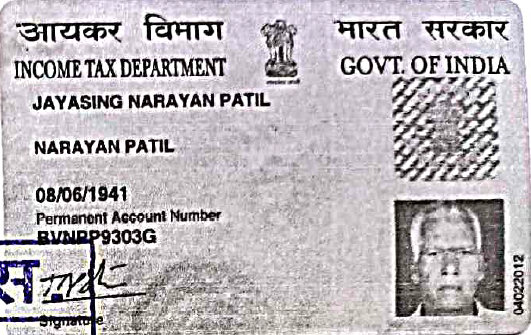 आयकर विभाग
INCOME TAX DEPARTMENT
भारत सरकार
GOVT. OF INDIA
JAYASING NARAYAN PATIL
NARAYAN PATIL
08/06/1941
Permanent Account Number
BVNPP9303G
Signature
04022012